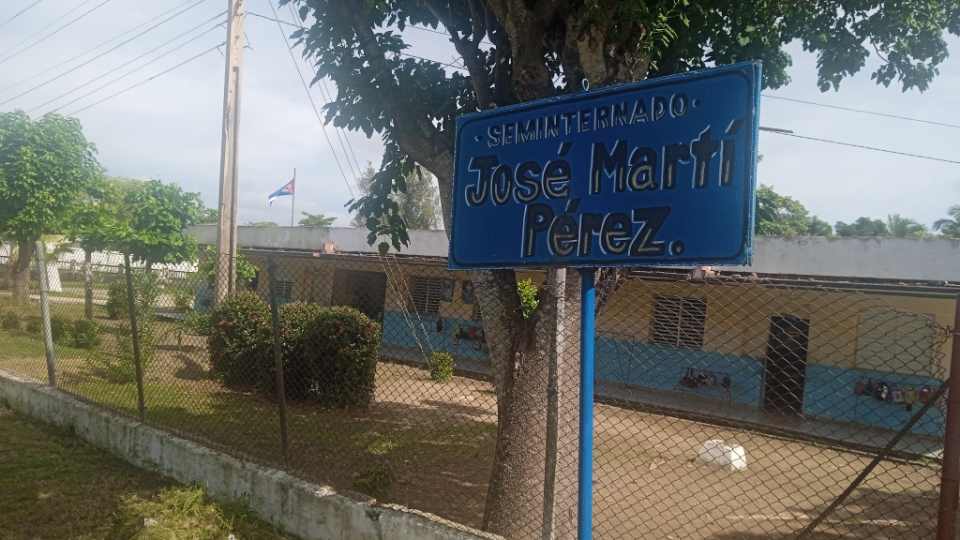 · SEMINTERNADO ·
José Martí
Pérez.